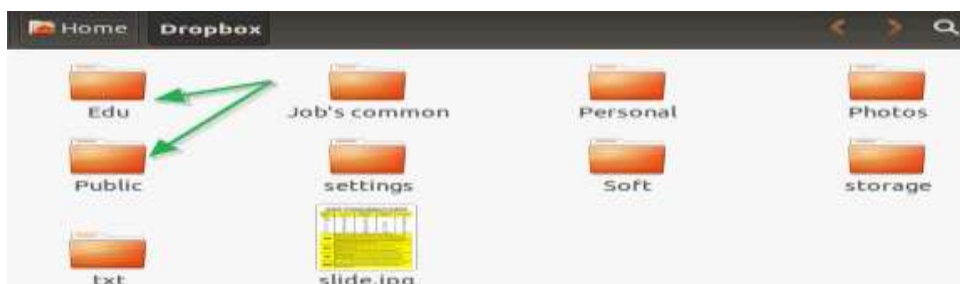 Home Dropbox
Edu Job's common Personal Photos
Public settings Soft storage
txt slide.jpg